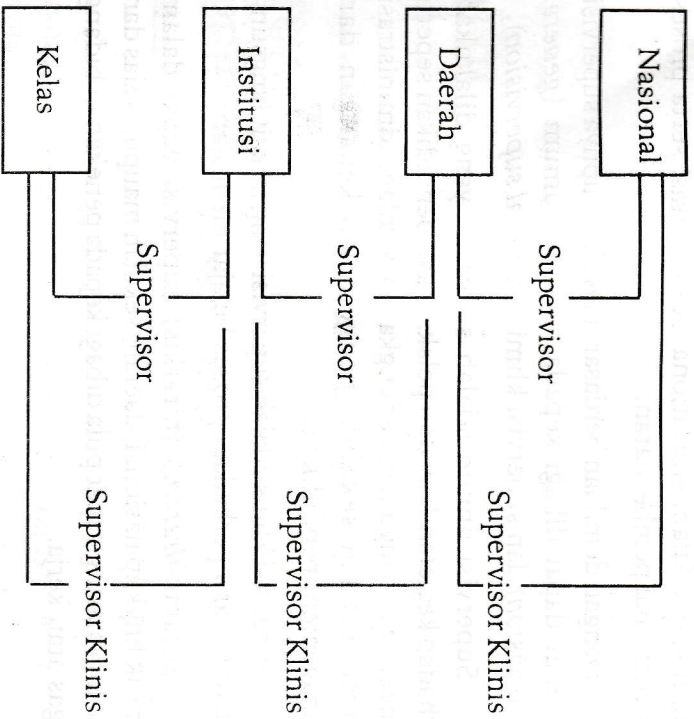 Nasional
Supervisor
Supervisor Klinis
Daerah
Supervisor
Supervisor Klinis
Institusi
Supervisor
Supervisor Klinis
Kelas